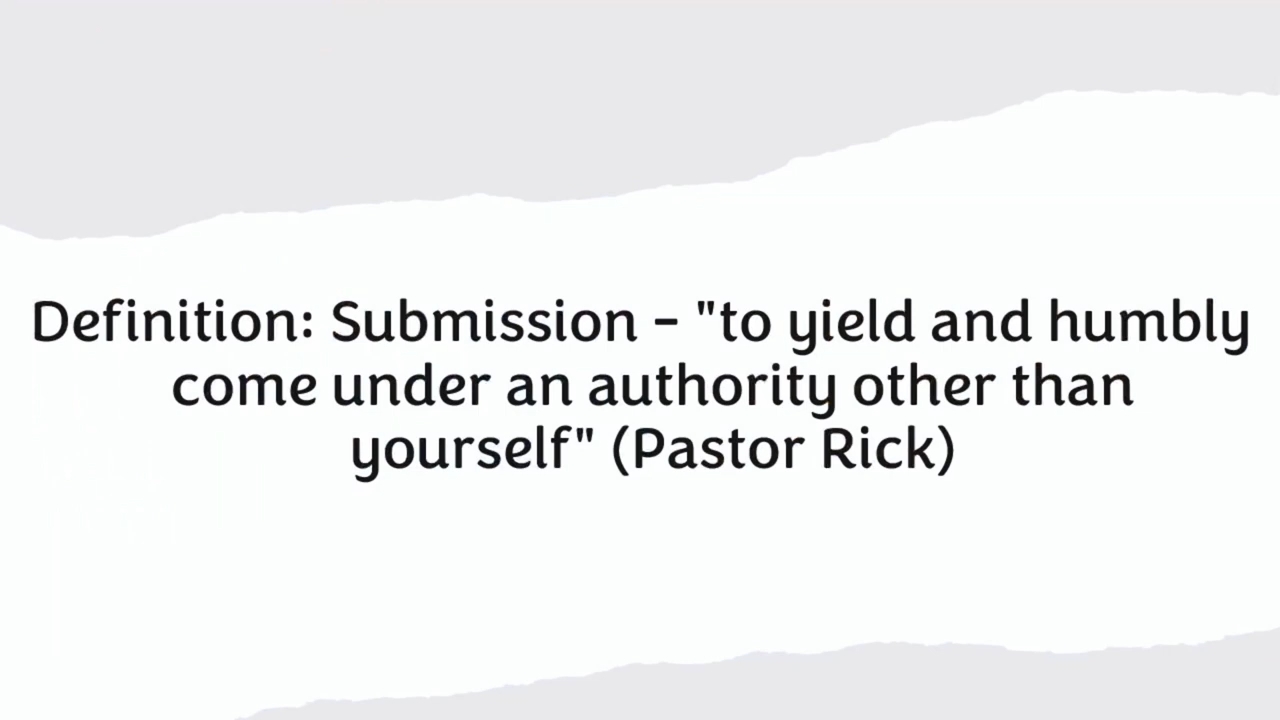 Definition: Submission - "to yield and humbly
come under an authority other than
yourself" (Pastor Rick)